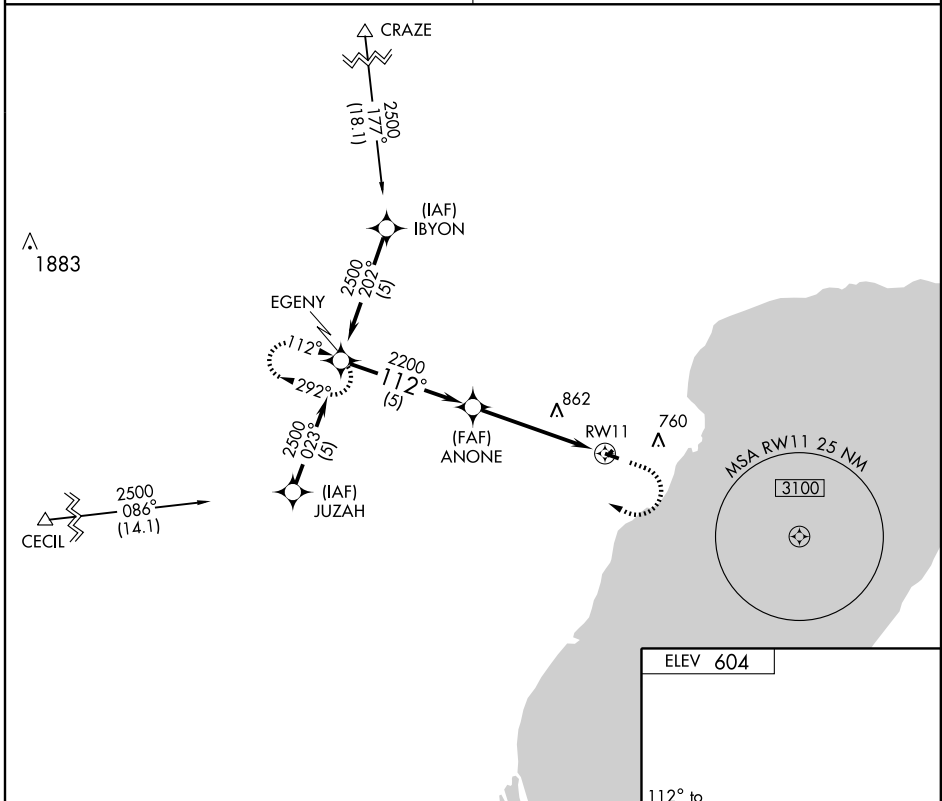 CRAZE
2500
177°
(18.1)
(IAF)
IBYON
1883
2500
202°
(5)
EGENY
112°
292°
2200
112°
(5)
862
760
RW11
(FAF)
ANONE
2500
023°
(5)
(IAF)
JUZAH
2500
086°
(14.1)
CECIL
MSA RW11 25 NM
3100
ELEV 604
112° to